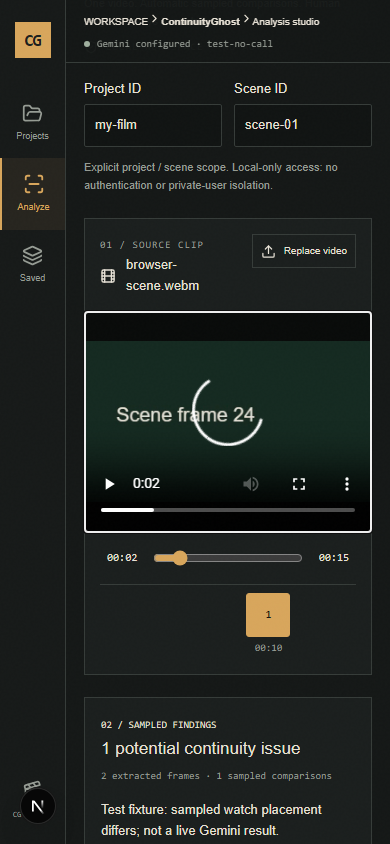 CG
Projects
Analyze
Saved
CG
N
WORKSPACE > ContinuityGhost > Analysis studio
Gemini configured · test-no-call
Project ID
Scene ID
my-film
scene-01
Explicit project / scene scope. Local-only access: no
authentication or private-user isolation.
01 / SOURCE CLIP
browser-
scene.webm
Replace video
Scene frame 24
0:02
00:02
00:15
1
00:10
02 / SAMPLED FINDINGS
1 potential continuity issue
2 extracted frames · 1 sampled comparisons
Test fixture: sampled watch placement
differs; not a live Gemini result.